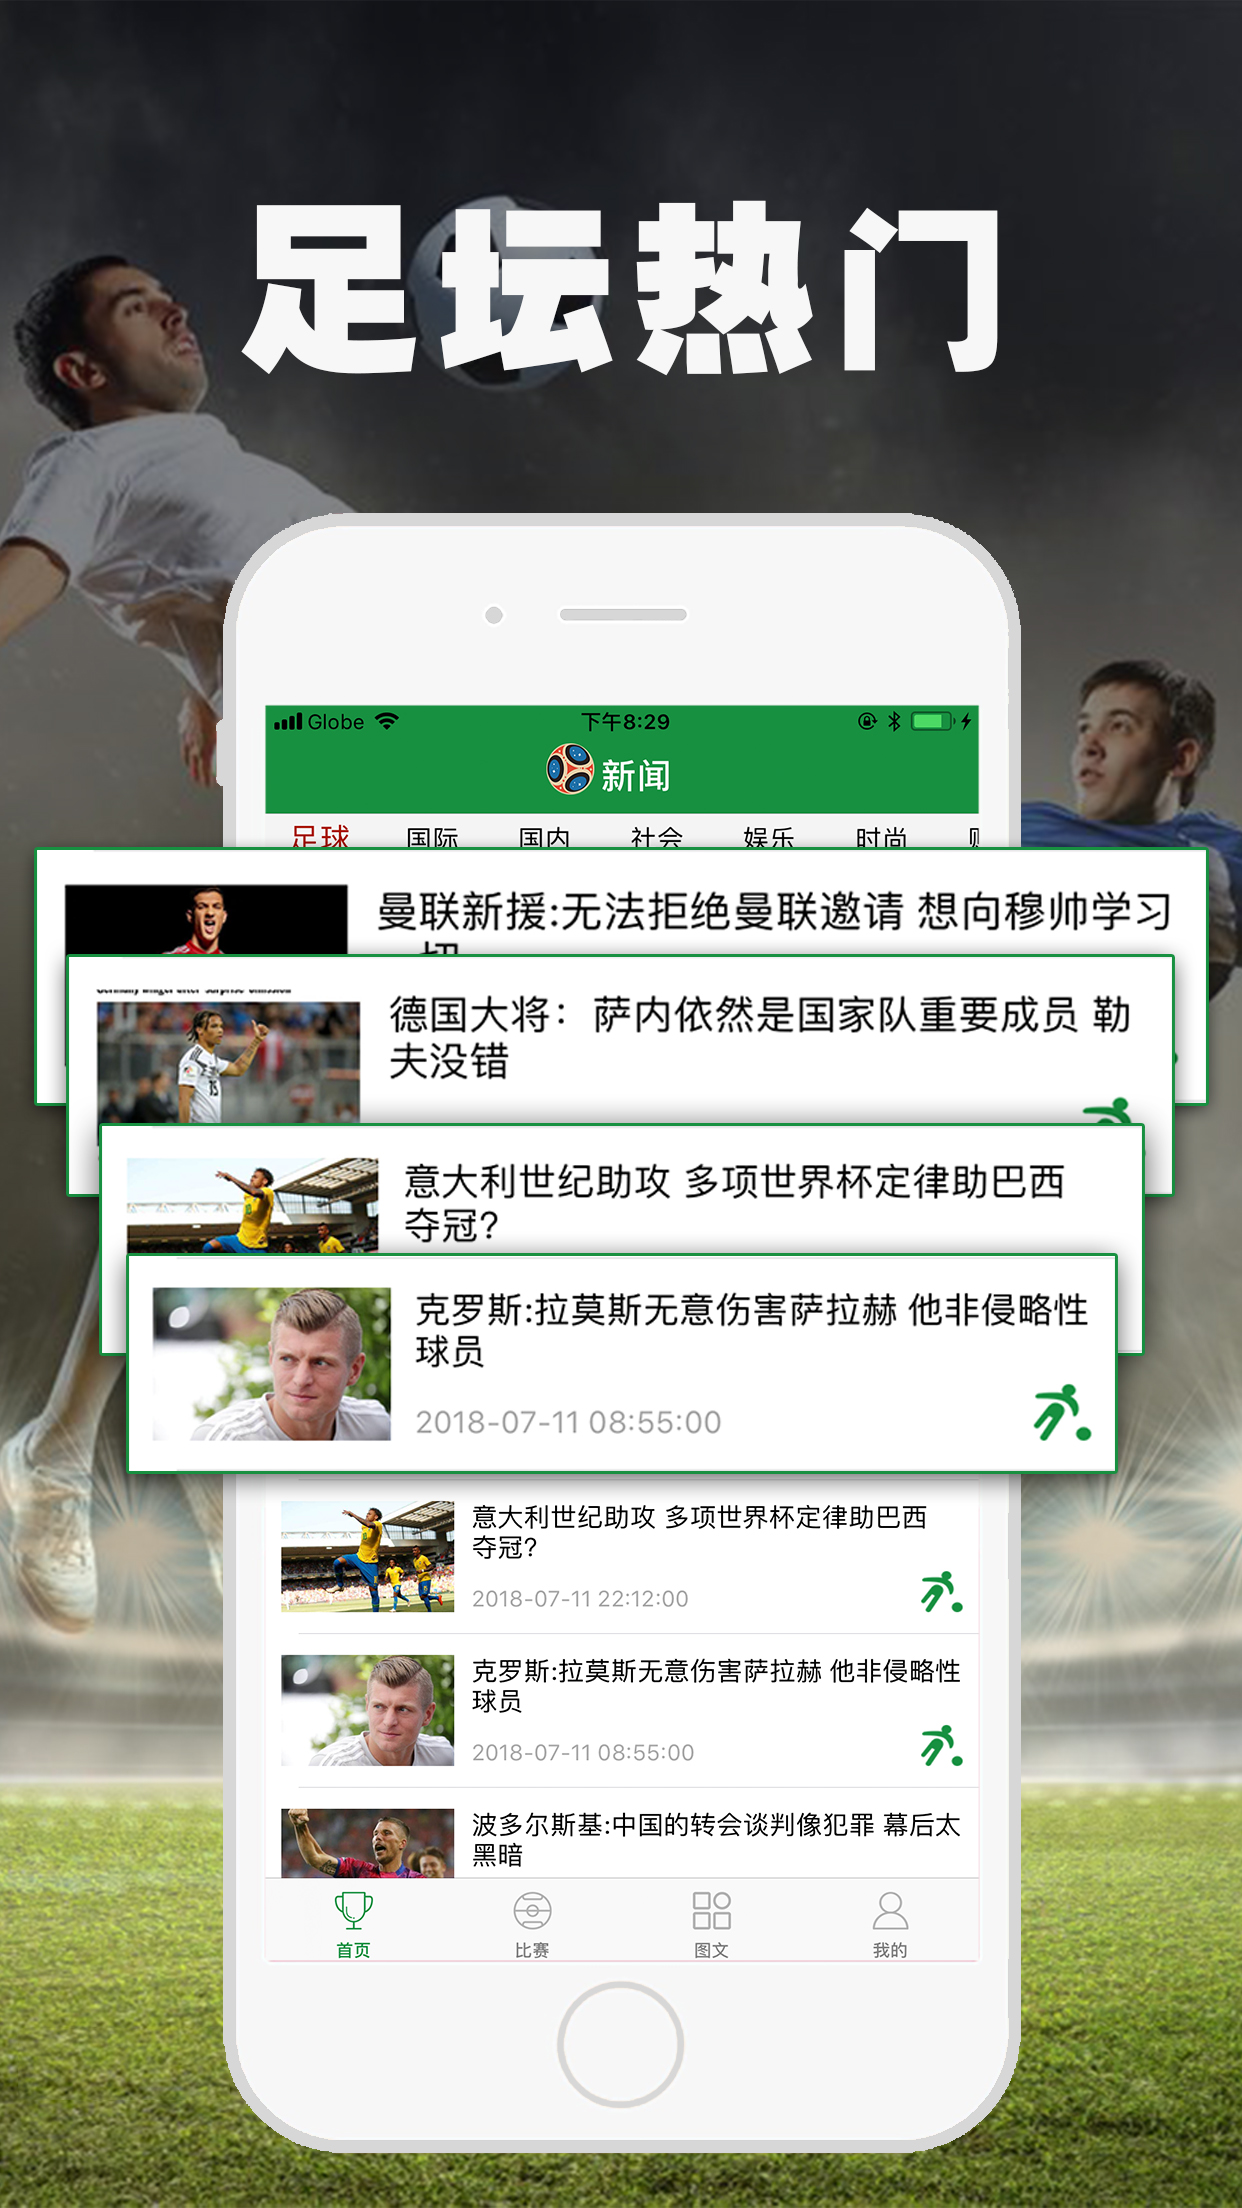 足坛热门
Globe
下午8:29
新闻
足球 国际 国内 社会 娱乐 时尚
曼联新援:无法拒绝曼联邀请 想向穆帅学习
一切
德国大将：萨内依然是国家队重要成员 勒
夫没错
意大利世纪助攻 多项世界杯定律助巴西
夺冠?
克罗斯:拉莫斯无意伤害萨拉赫 他非侵略性
球员
2018-07-11 08:55:00
意大利世纪助攻 多项世界杯定律助巴西
夺冠?
2018-07-11 22:12:00
克罗斯:拉莫斯无意伤害萨拉赫 他非侵略性
球员
2018-07-11 08:55:00
波多尔斯基:中国的转会谈判像犯罪 幕后太
黑暗
首页 比赛 图文 我的